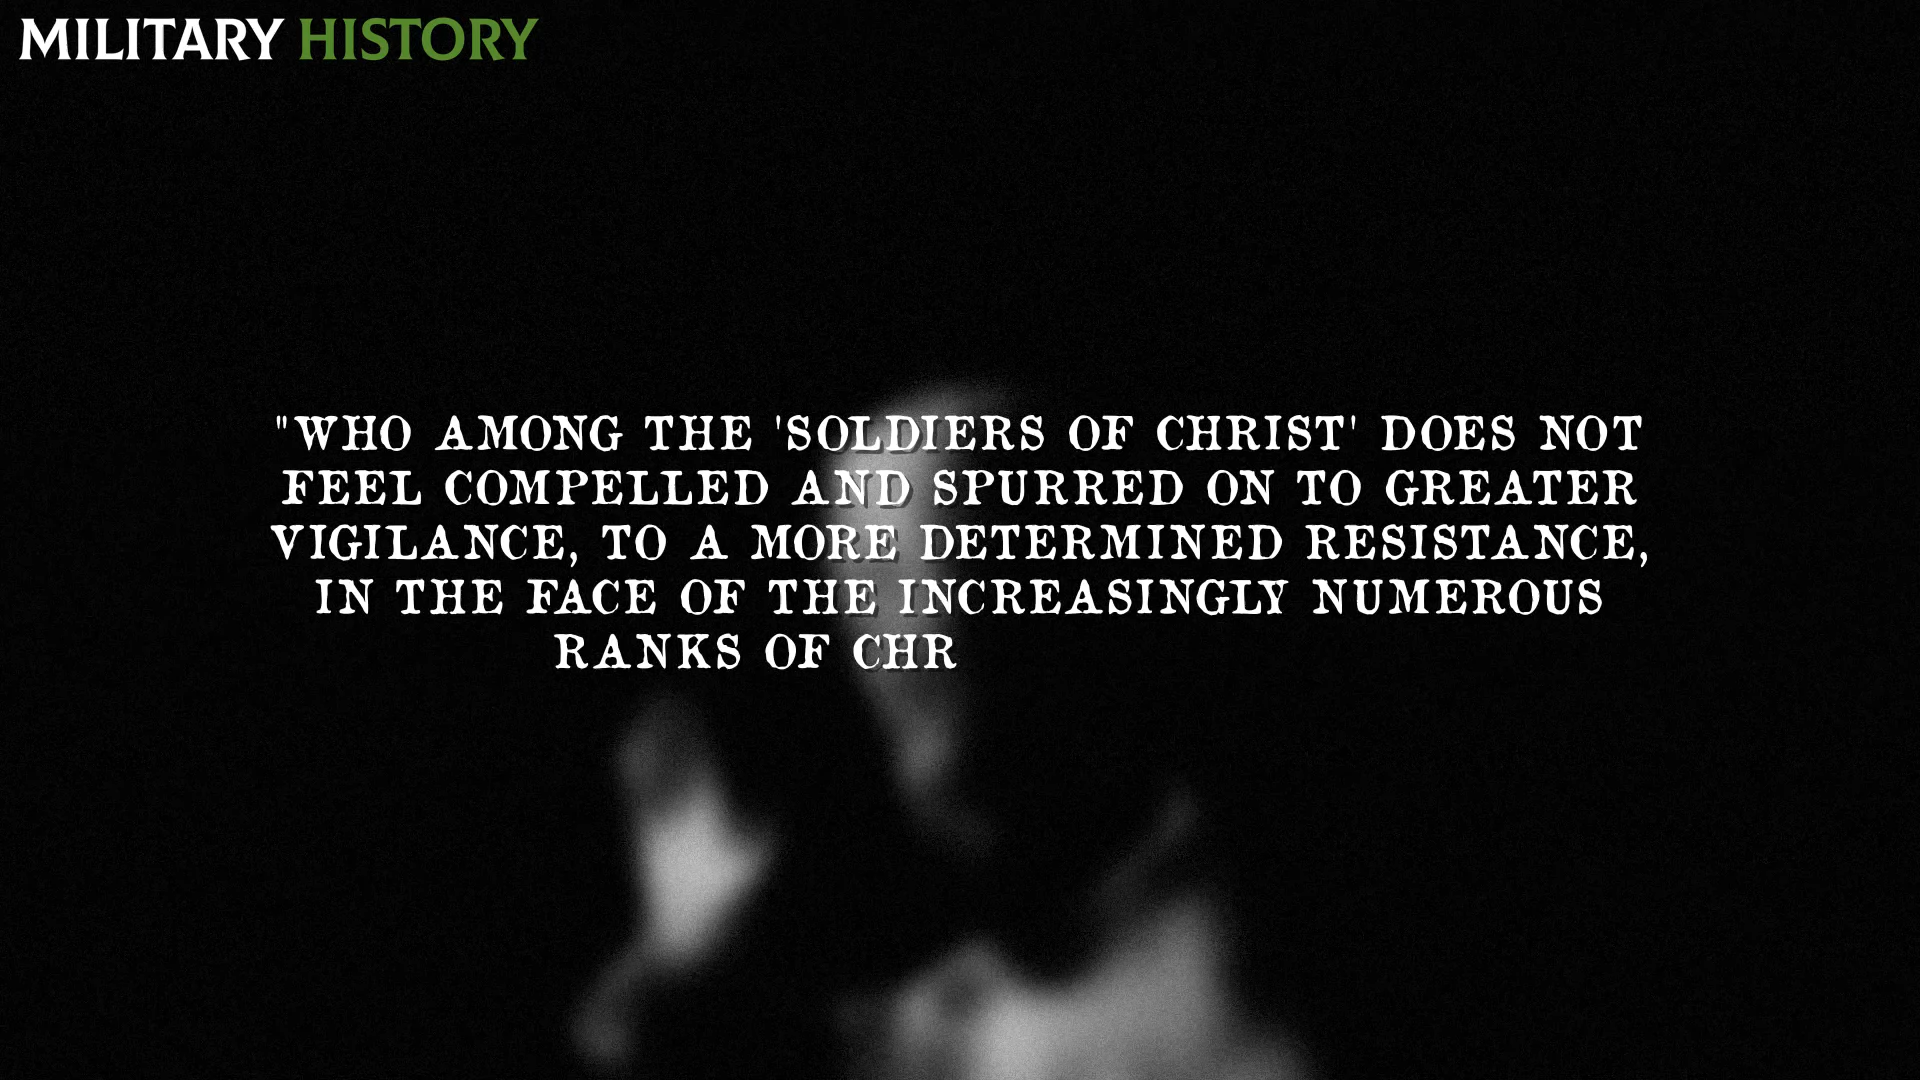 MILITARY HISTORY
"WHO AMONG THE 'SOLDIERS OF CHRIST' DOES NOT
FEEL COMPELLED AND SPURRED ON TO GREATER
VIGILANCE, TO A MORE DETERMINED RESISTANCE,
IN THE FACE OF THE INCREASINGLY NUMEROUS
RANKS OF CHR